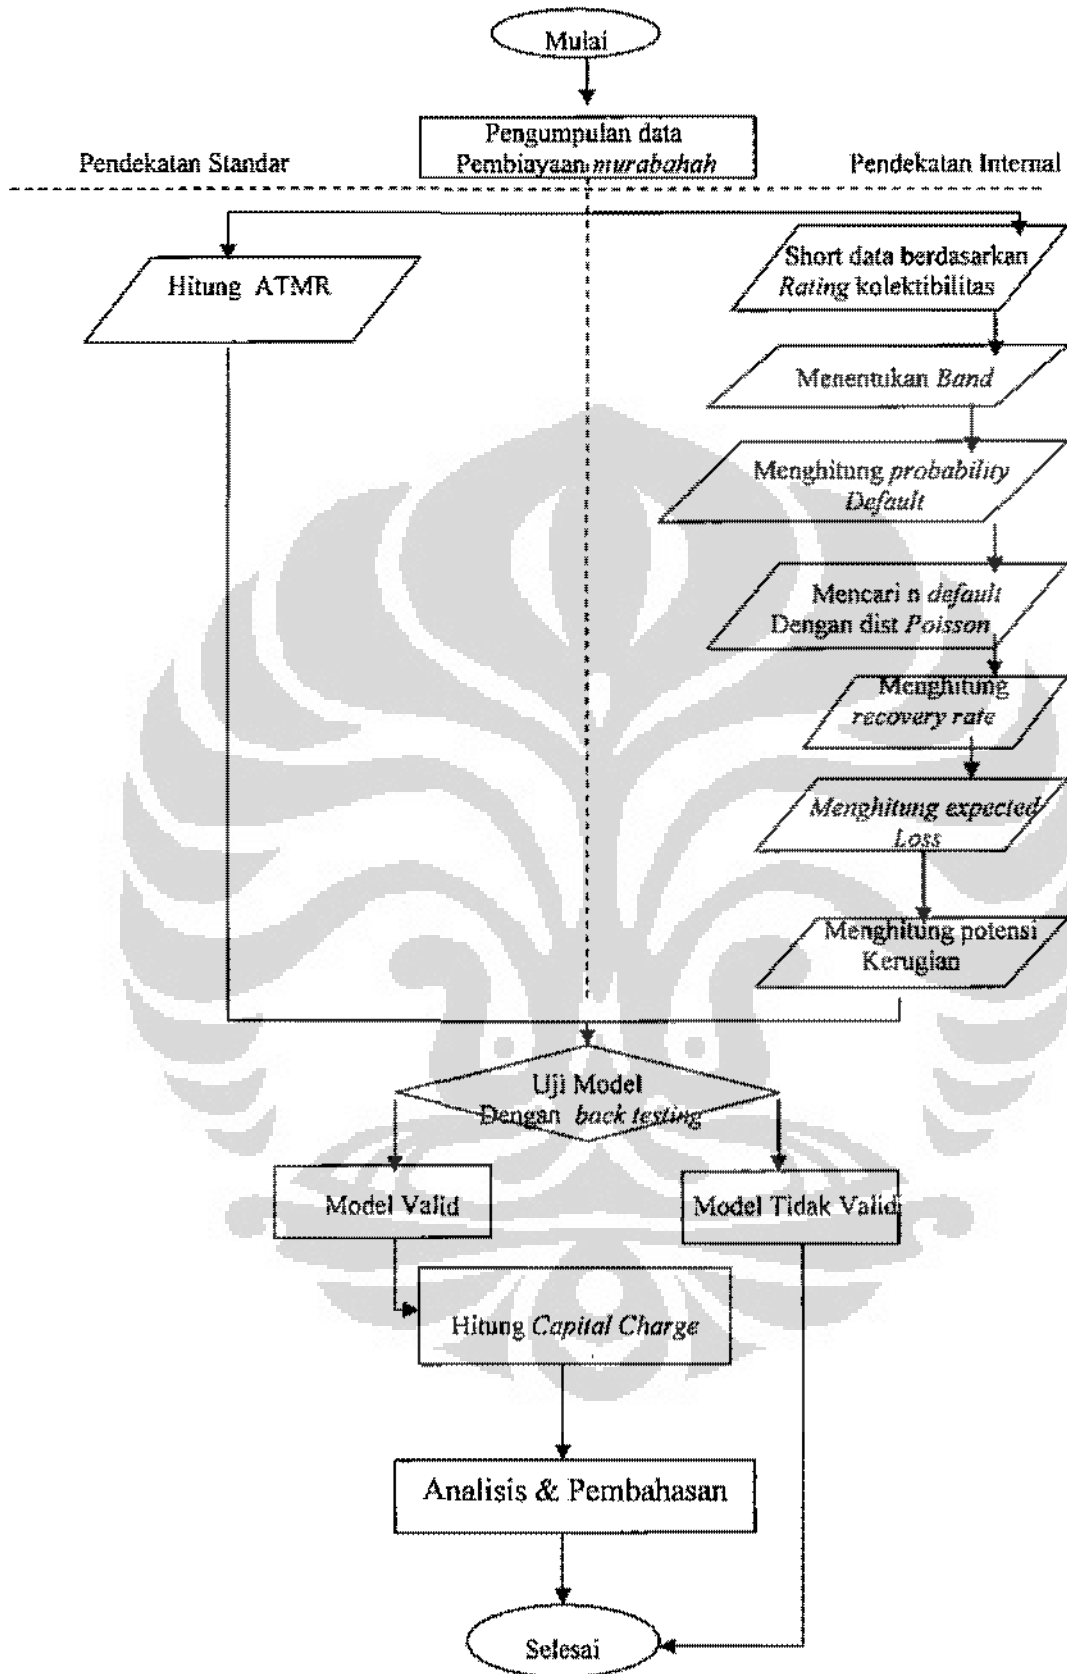 Mulai
Pengumpulan data
Pembiayaan murabahah
Pendekatan Standar
Pendekatan Internal
Hitung ATMR
Short data berdasarkan
Rating kolektibilitas
Menentukan Band
Menghitung probability
Default
Mencari n default
Dengan dist Poisson
Menghitung
recovery rate
Menghitung expected
Loss
Menghitung potensi
Kerugian
Uji Model
Dengan back testing
Model Valid
Model Tidak Valid
Hitung Capital Charge
Analisis & Pembahasan
Selesai